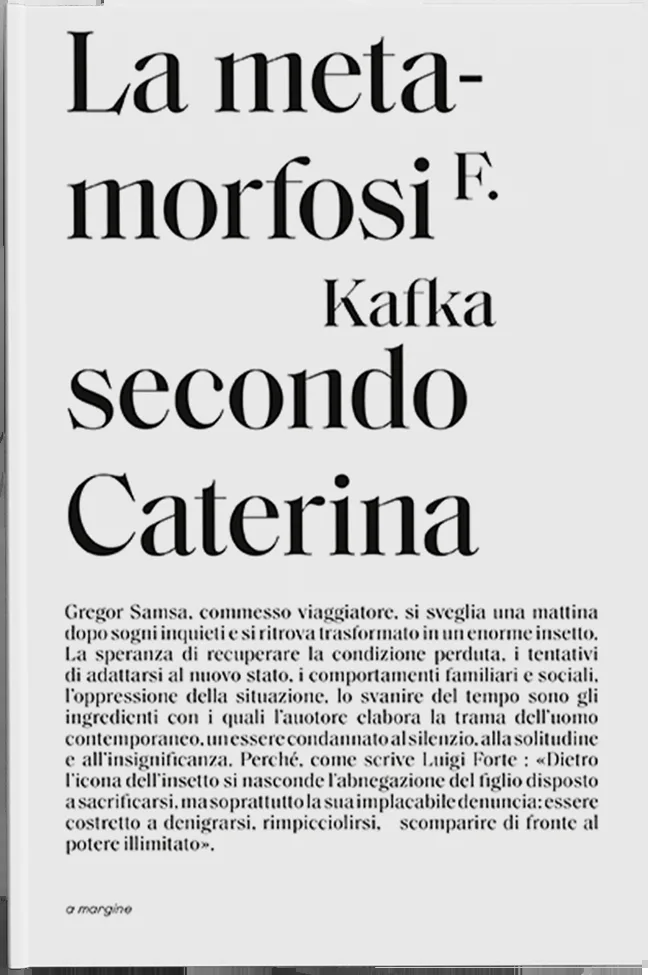 La meta-
morfosi F.
Kafka
secondo
Caterina
Gregor Samsa, commesso viaggiatore, si sveglia una mattina
dopo sogni inquieti e si ritrova trasformato in un enorme insetto.
La speranza di recuperare la condizione perduta, i tentativi
di adattarsi al nuovo stato, i comportamenti familiari e sociali,
l'oppressione della situazione, lo svanire del tempo sono gli
ingredienti con i quali l'auotore elabora la trama dell'uomo
contemporaneo, un essere condannato al silenzio, alla solitudine
e all'insignificanza. Perché, come scrive Luigi Forte : «Dietro
l'icona dell'insetto si nasconde l'abnegazione del figlio disposto
a sacrificarsi, ma soprattutto la sua implacabile denuncia: essere
costretto a denigrarsi, rimpicciolirsi, scomparire di fronte al
potere illimitato».
a margine